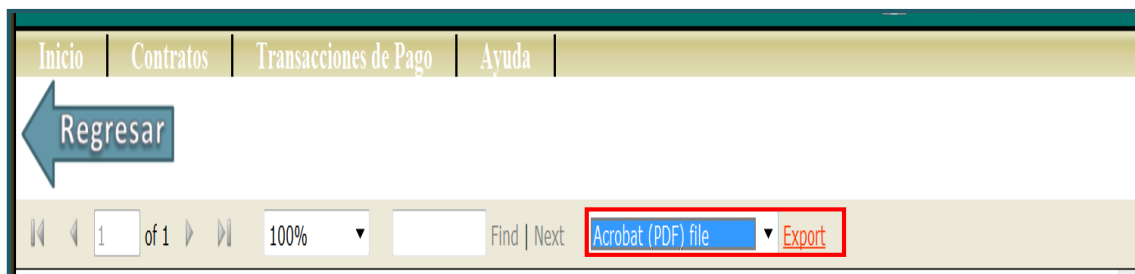 Inicio Contratos Transacciones de Pago Ayuda
Regresar
1 of 1 100% Find | Next Acrobat (PDF) file Export